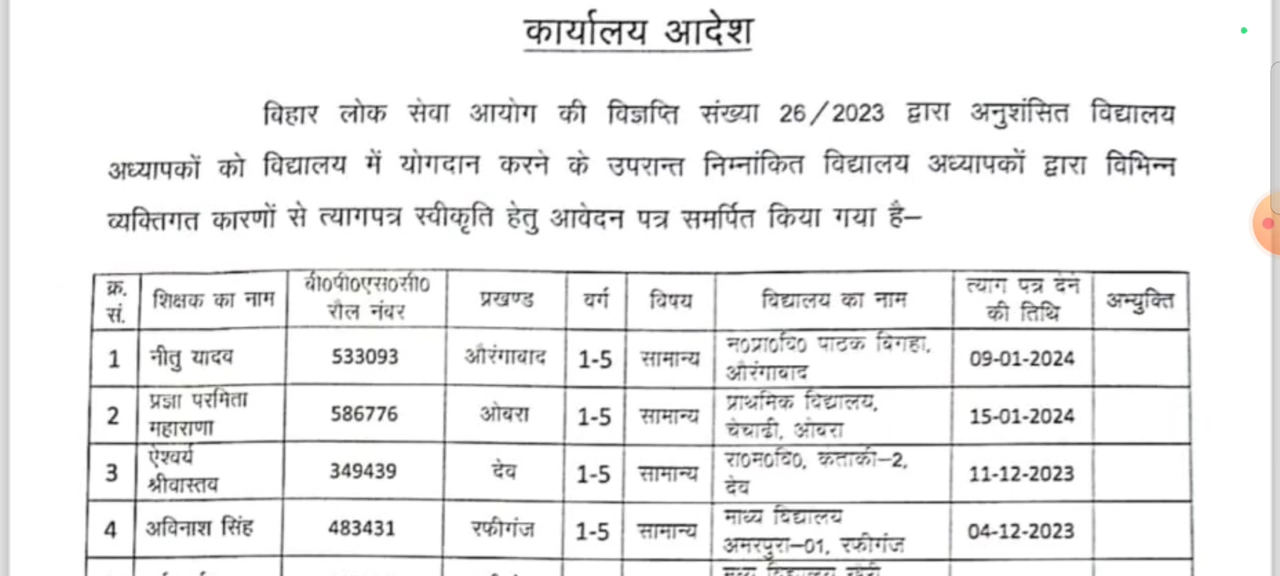 कार्यालय आदेश
बिहार लोक सेवा आयोग की विज्ञप्ति संख्या 26/2023 द्वारा अनुशंसित विद्यालय
अध्यापकों को विद्यालय में योगदान करने के उपरान्त निम्नांकित विद्यालय अध्यापकों द्वारा विभिन्न
व्यक्तिगत कारणों से त्यागपत्र स्वीकृति हेतु आवेदन पत्र समर्पित किया गया है–
क्र. सं. शिक्षक का नाम बी0पी0एस0सी0 रौल नंबर प्रखण्ड वर्ग विषय विद्यालय का नाम त्याग पत्र देने की तिथि अभ्युक्ति
1 नीतु यादव 533093 औरंगाबाद 1-5 सामान्य म0प्रा0वि0 पाठक बिगहा, औरंगाबाद 09-01-2024
2 प्रज्ञा परमिता महाराणा 586776 ओबरा 1-5 सामान्य प्राथमिक विद्यालय, चेचाढी, ओबरा 15-01-2024
3 ऐश्वर्य श्रीवास्तव 349439 देव 1-5 सामान्य रा0म0वि0, केताकी–2, देव 11-12-2023
4 अविनाश सिंह 483431 रफीगंज 1-5 सामान्य माध्य विद्यालय अमरपुरा–01, रफीगंज 04-12-2023